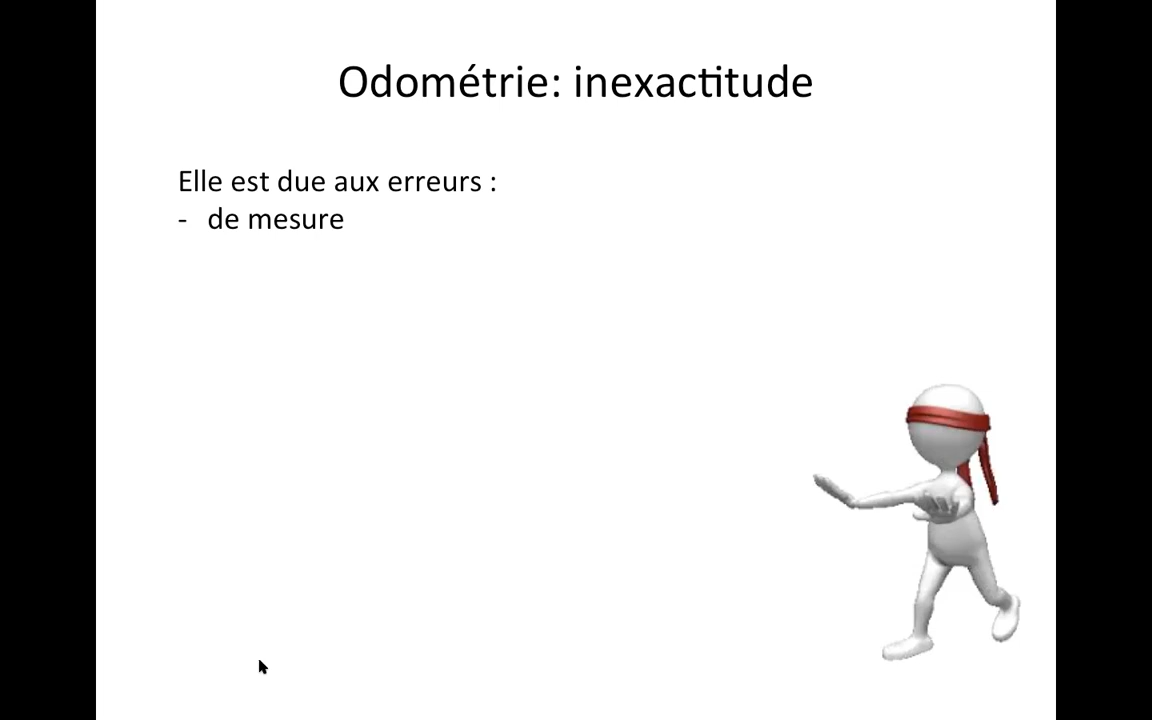 Odométrie: inexactitude
Elle est due aux erreurs :
- de mesure